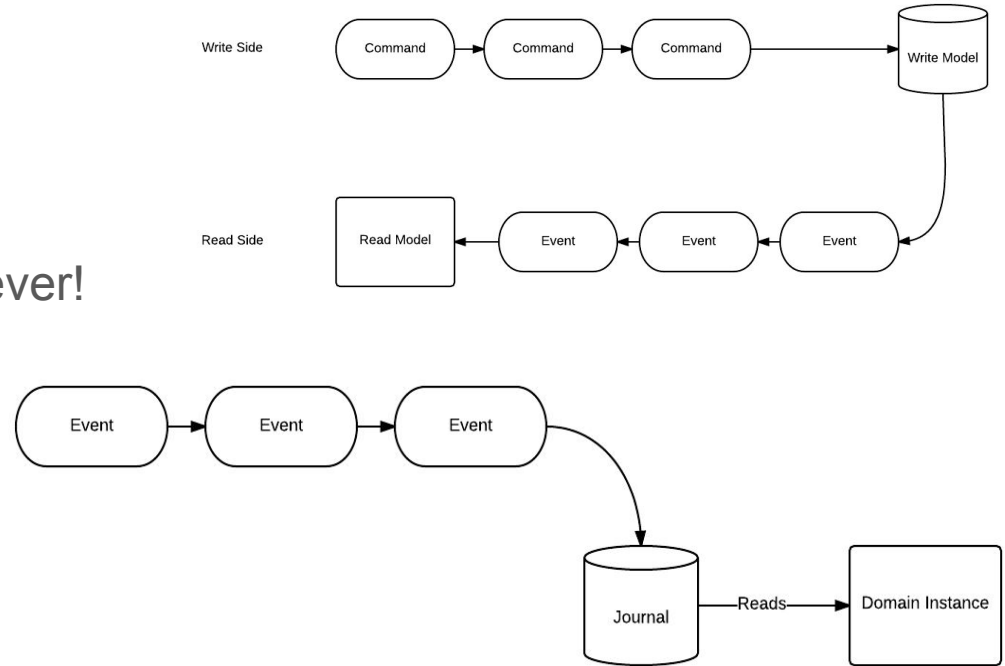 Write Side
Command
Command
Command
Write Model
Read Side
Read Model
Event
Event
Event
ever!
Event
Event
Event
Journal
Reads
Domain Instance